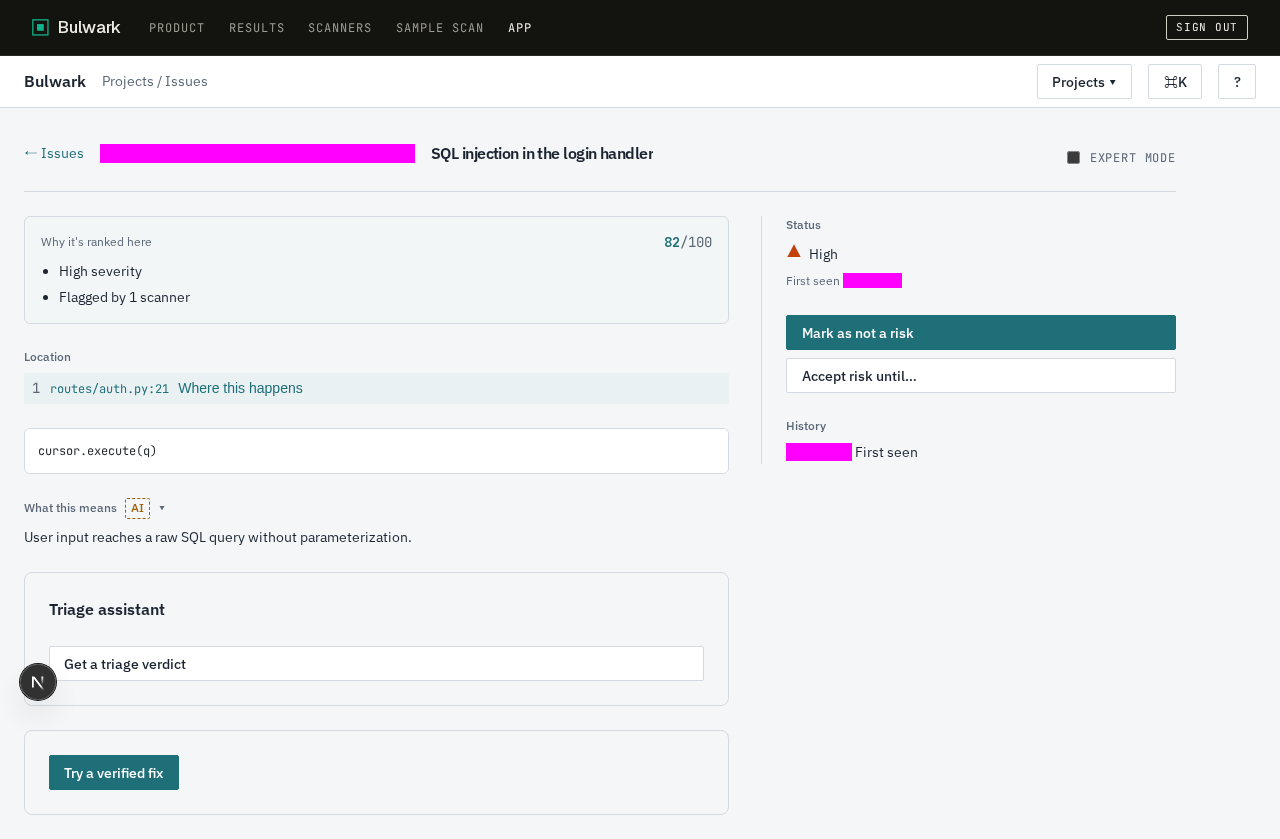 Bulwark PRODUCT RESULTS SCANNERS SAMPLE SCAN APP SIGN OUT
Bulwark Projects / Issues Projects ▾ ⌘K ?
← Issues SQL injection in the login handler EXPERT MODE
Why it's ranked here 82/100
• High severity
• Flagged by 1 scanner
Location
1 routes/auth.py:21 Where this happens
cursor.execute(q)
What this means AI ▾
User input reaches a raw SQL query without parameterization.
Triage assistant
Get a triage verdict
Try a verified fix
Status
High
First seen
Mark as not a risk
Accept risk until...
History
First seen